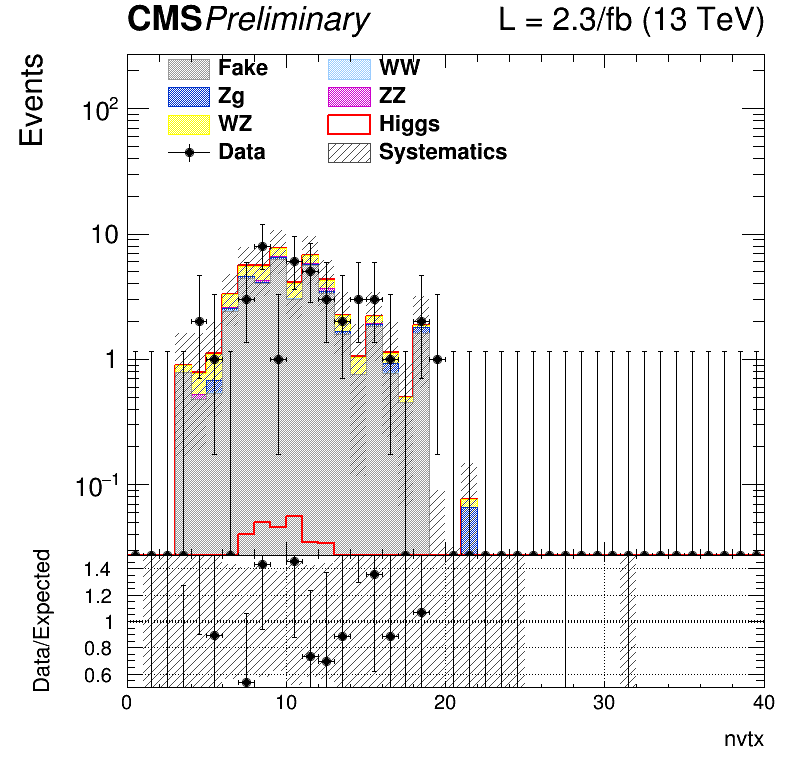 CMS Preliminary L = 2.3/fb (13 TeV)
Events
Fake WW
Zg ZZ
WZ Higgs
Data Systematics
10²
10
1
10⁻¹
Data/Expected
1.4
1.2
1
0.8
0.6
0 10 20 30 40
nvtx